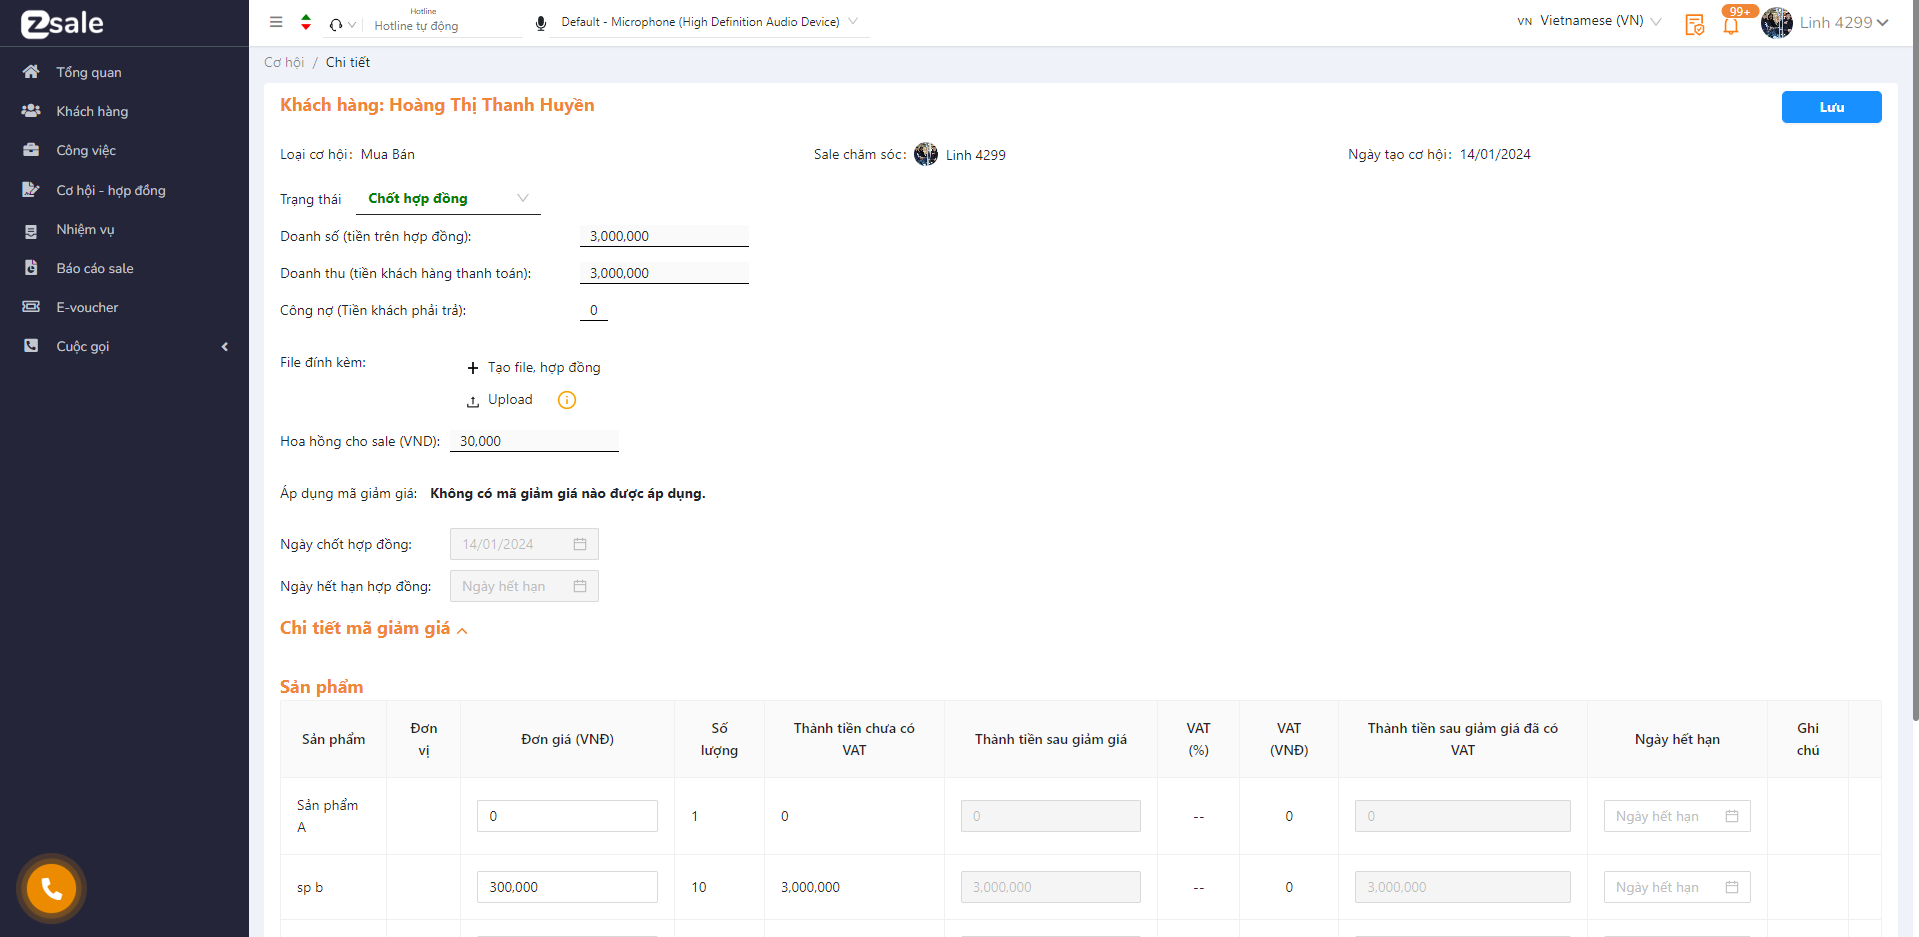 zsale
Hotline
Hotline tự động
Default - Microphone (High Definition Audio Device)
VN Vietnamese (VN)
99+
Linh 4299
Tổng quan
Khách hàng
Công việc
Cơ hội - hợp đồng
Nhiệm vụ
Báo cáo sale
E-voucher
Cuộc gọi
Cơ hội / Chi tiết
Khách hàng: Hoàng Thị Thanh Huyền
Lưu
Loại cơ hội: Mua Bán
Sale chăm sóc: Linh 4299
Ngày tạo cơ hội: 14/01/2024
Trạng thái Chốt hợp đồng
Doanh số (tiền trên hợp đồng): 3,000,000
Doanh thu (tiền khách hàng thanh toán): 3,000,000
Công nợ (Tiền khách phải trả): 0
File đính kèm:
Tạo file, hợp đồng
Upload
Hoa hồng cho sale (VND): 30,000
Áp dụng mã giảm giá: Không có mã giảm giá nào được áp dụng.
Ngày chốt hợp đồng: 14/01/2024
Ngày hết hạn hợp đồng: Ngày hết hạn
Chi tiết mã giảm giá
Sản phẩm
Sản phẩm
Đơn
vị
Đơn giá (VNĐ)
Số
lượng
Thành tiền chưa có
VAT
Thành tiền sau giảm giá
VAT
(%)
VAT
(VNĐ)
Thành tiền sau giảm giá đã có
VAT
Ngày hết hạn
Ghi
chú
Sản phẩm
A
0 1 0 0 -- 0 0 Ngày hết hạn
sp b 300,000 10 3,000,000 3,000,000 -- 0 3,000,000 Ngày hết hạn